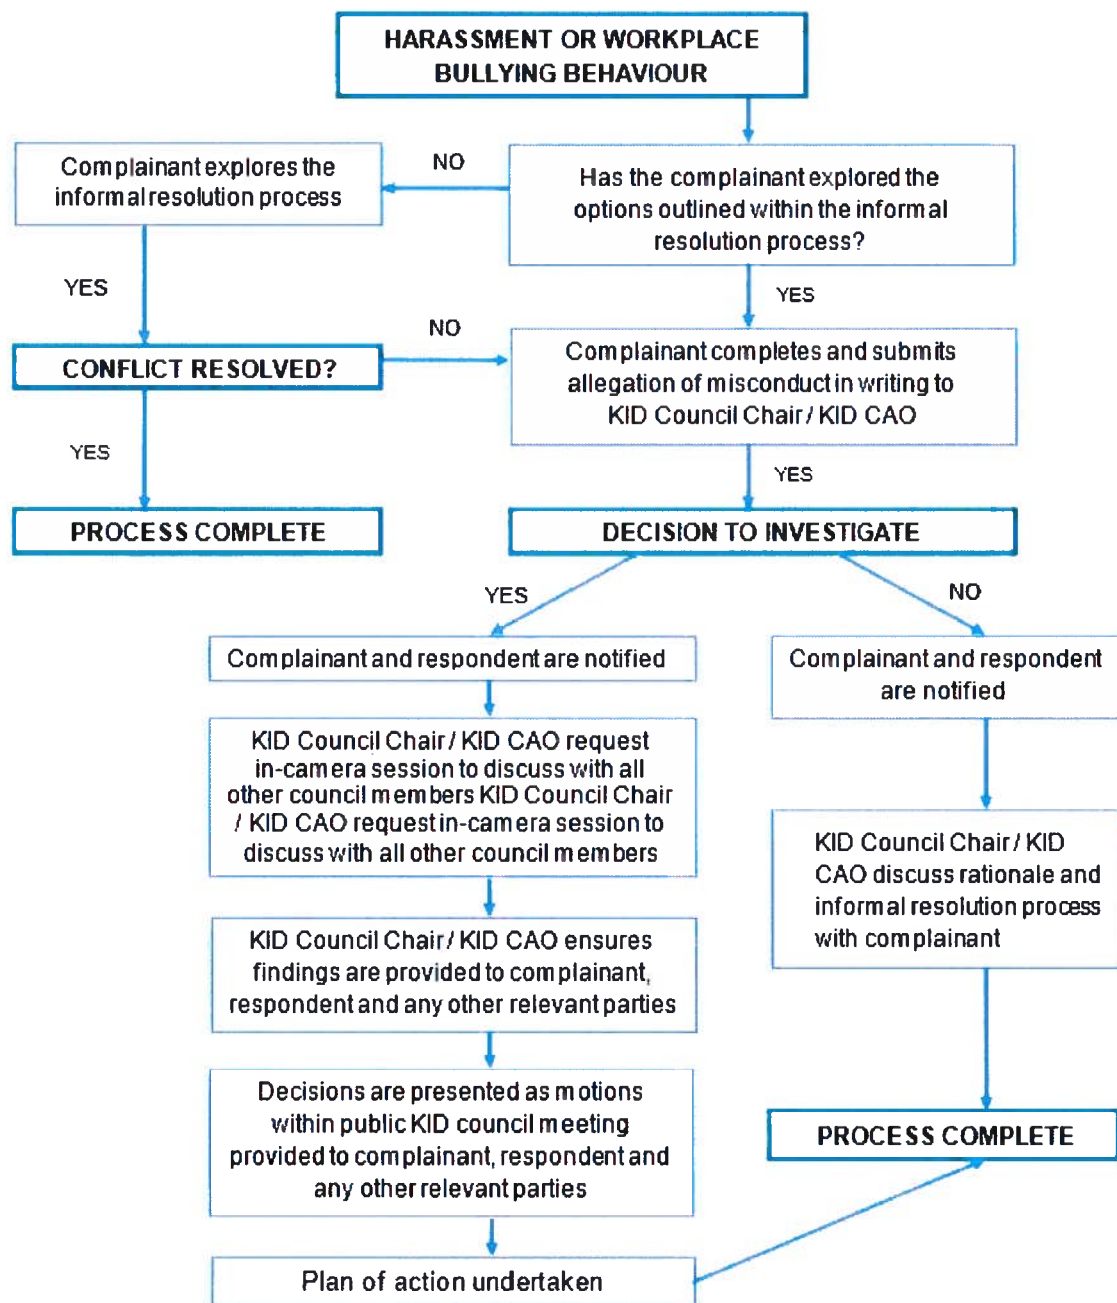 HARASSMENT OR WORKPLACE
BULLYING BEHAVIOUR
Complainant explores the
informal resolution process
NO
Has the complainant explored the
options outlined within the informal
resolution process?
YES
YES
CONFLICT RESOLVED?
NO
Complainant completes and submits
allegation of misconduct in writing to
KID Council Chair / KID CAO
YES
YES
PROCESS COMPLETE
DECISION TO INVESTIGATE
YES
NO
Complainant and respondent are notified
Complainant and respondent
are notified
KID Council Chair / KID CAO request
in-camera session to discuss with all
other council members KID Council Chair
/ KID CAO request in-camera session to
discuss with all other council members
KID Council Chair / KID
CAO discuss rationale and
informal resolution process
with complainant
KID Council Chair / KID CAO ensures
findings are provided to complainant,
respondent and any other relevant parties
Decisions are presented as motions
within public KID council meeting
provided to complainant, respondent and
any other relevant parties
PROCESS COMPLETE
Plan of action undertaken